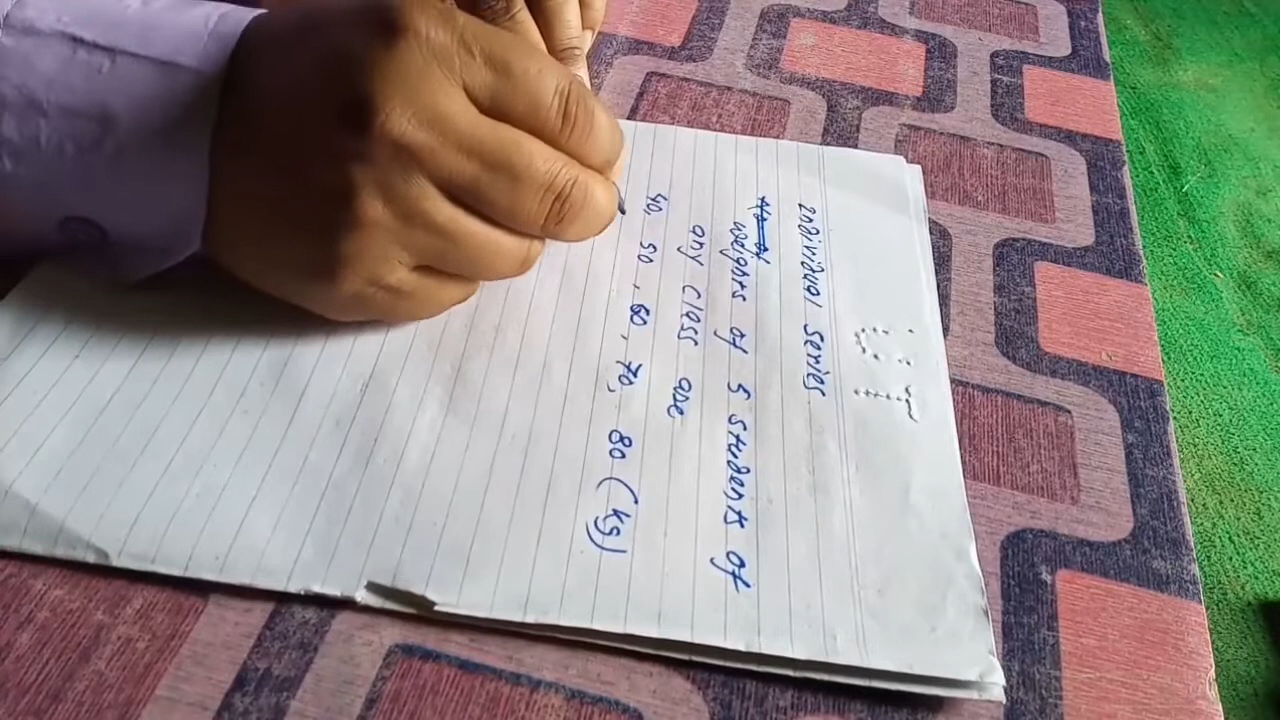 individual series
weights of 5 students of
any class are
40, 50, 60, 70, 80 (kg)